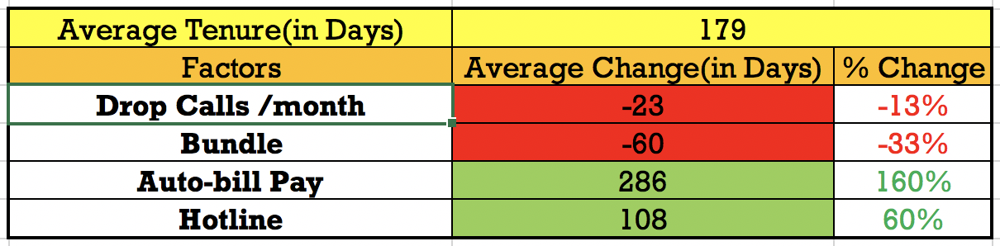 Average Tenure(in Days) 179
Factors Average Change(in Days) % Change
Drop Calls /month -23 -13%
Bundle -60 -33%
Auto-bill Pay 286 160%
Hotline 108 60%